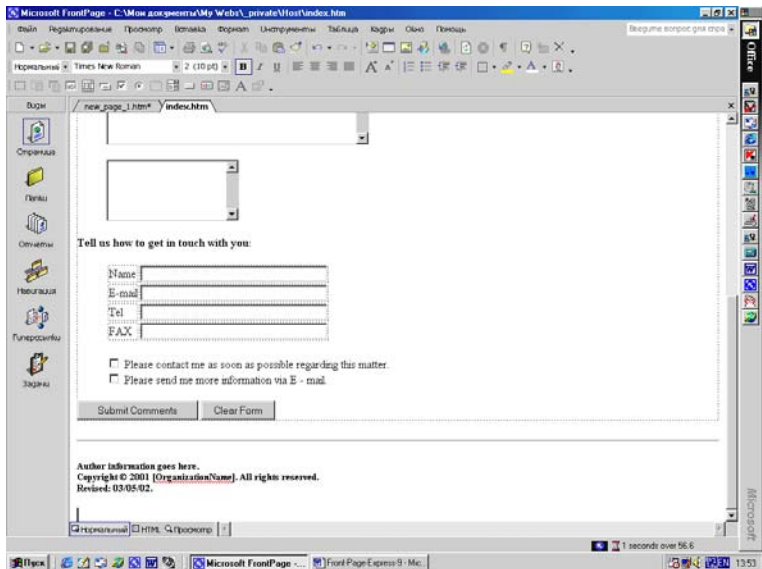 Microsoft FrontPage - C:\Мои документы\My Webs\_private\Host\index.htm
Файл Редактирование Просмотр Вставка Формат Инструменты Таблица Кадры Окно Помощь
Введите вопрос для спра
Нормальный Times New Roman 2 (10 pt)
Office
Виды
new_page_1.htm* index.htm
Страница
Папки
Отчёты
Навигация
Гиперссылки
Задачи
Tell us how to get in touch with you:
Name
E-mail
Tel
FAX
Please contact me as soon as possible regarding this matter.
Please send me more information via E - mail.
Submit Comments Clear Form
Author information goes here.
Copyright © 2001 [OrganizationName]. All rights reserved.
Revised: 03/05/02.
Microsoft
Нормальный HTML Просмотр
1 seconds over 56.6
Пуск Microsoft FrontPage -... Front-Page-Express-9 - Mic... EN 13:53